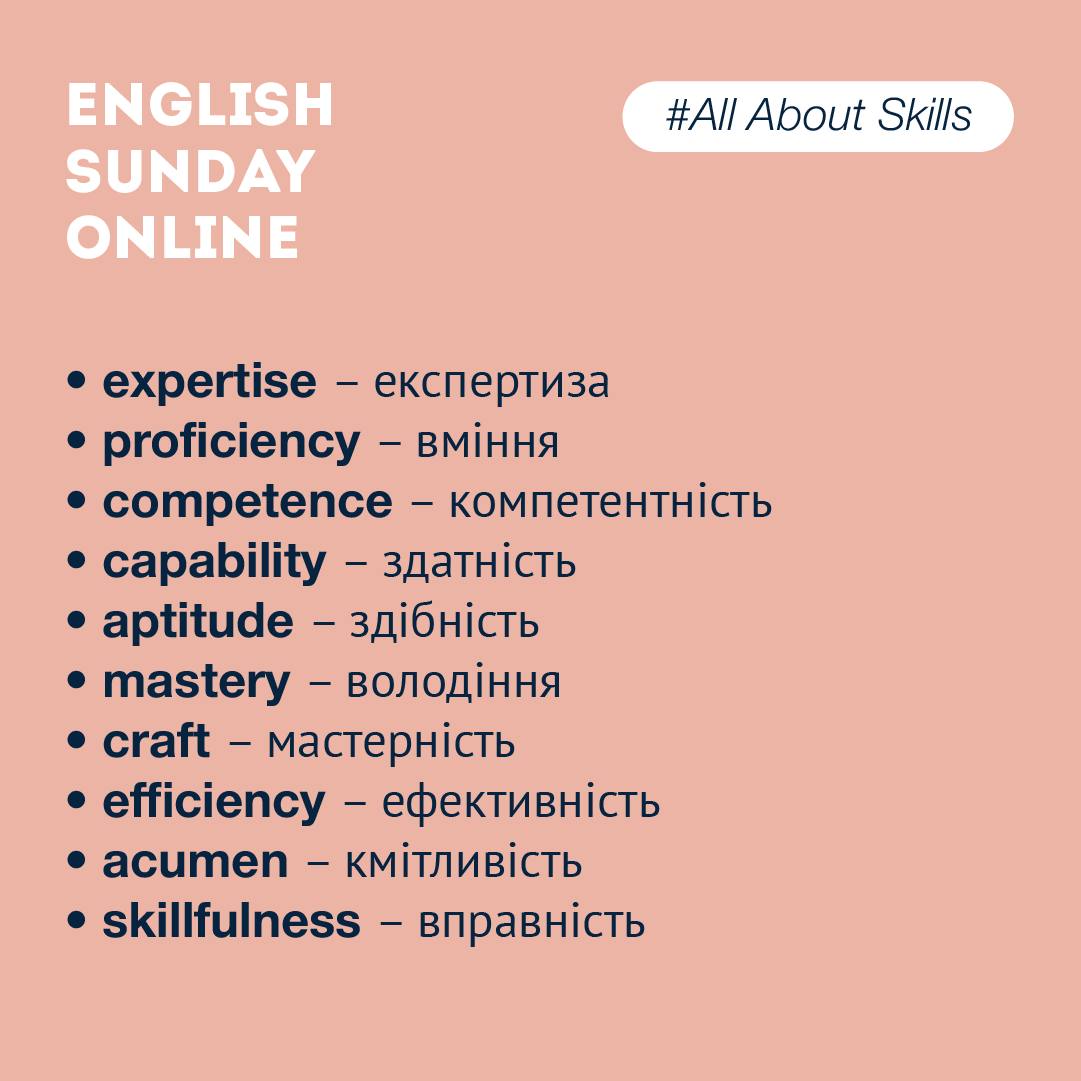 ENGLISH
SUNDAY
ONLINE
#All About Skills
• expertise – експертиза
• proficiency – вміння
• competence – компетентність
• capability – здатність
• aptitude – здібність
• mastery – володіння
• craft – мастерність
• efficiency – ефективність
• acumen – кмітливість
• skillfulness – вправність